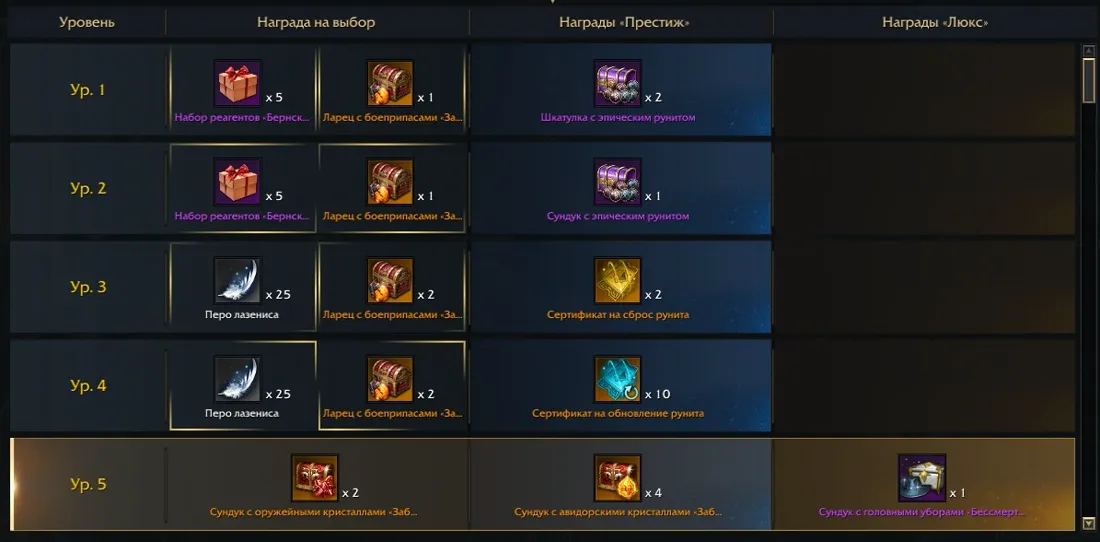 Уровень Награда на выбор Награды «Престиж» Награды «Люкс»
Ур. 1 x 5 x 1 x 2
Набор реагентов «Бернск... Ларец с боеприпасами «За... Шкатулка с эпическим рунитом
Ур. 2 x 5 x 1 x 1
Набор реагентов «Бернск... Ларец с боеприпасами «За... Сундук с эпическим рунитом
Ур. 3 x 25 x 2 x 2
Перо лазениса Ларец с боеприпасами «За... Сертификат на сброс рунита
Ур. 4 x 25 x 2 x 10
Перо лазениса Ларец с боеприпасами «За... Сертификат на обновление рунита
Ур. 5 x 2 x 4 x 1
Сундук с оружейными кристаллами «Заб... Сундук с авидорскими кристаллами «Заб... Сундук с головными уборами «Бессмерт...